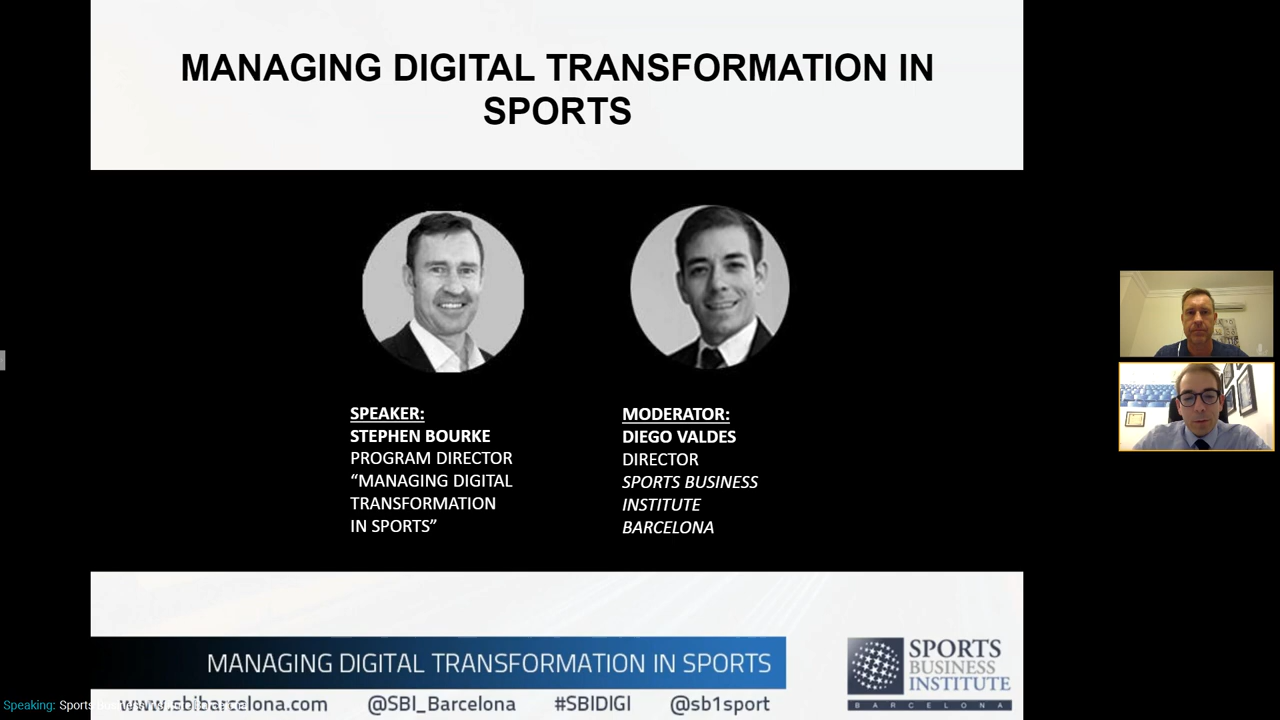 MANAGING DIGITAL TRANSFORMATION IN
SPORTS
SPEAKER:
STEPHEN BOURKE
PROGRAM DIRECTOR
“MANAGING DIGITAL
TRANSFORMATION
IN SPORTS”
MODERATOR:
DIEGO VALDES
DIRECTOR
SPORTS BUSINESS
INSTITUTE
BARCELONA
MANAGING DIGITAL TRANSFORMATION IN SPORTS
SPORTS
BUSINESS
INSTITUTE
BARCELONA
www.sbibarcelona.com @SBI_Barcelona #SBIDIGI @sb1sport
Speaking: Sports